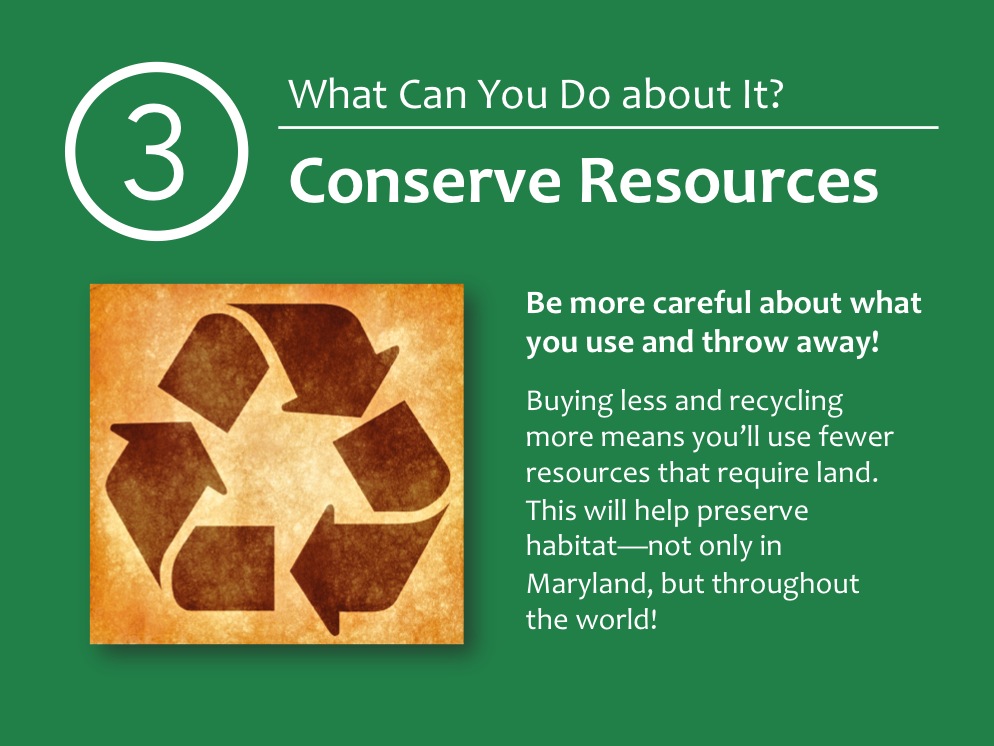 3
What Can You Do about It?
Conserve Resources
Be more careful about what
you use and throw away!
Buying less and recycling
more means you’ll use fewer
resources that require land.
This will help preserve
habitat—not only in
Maryland, but throughout
the world!